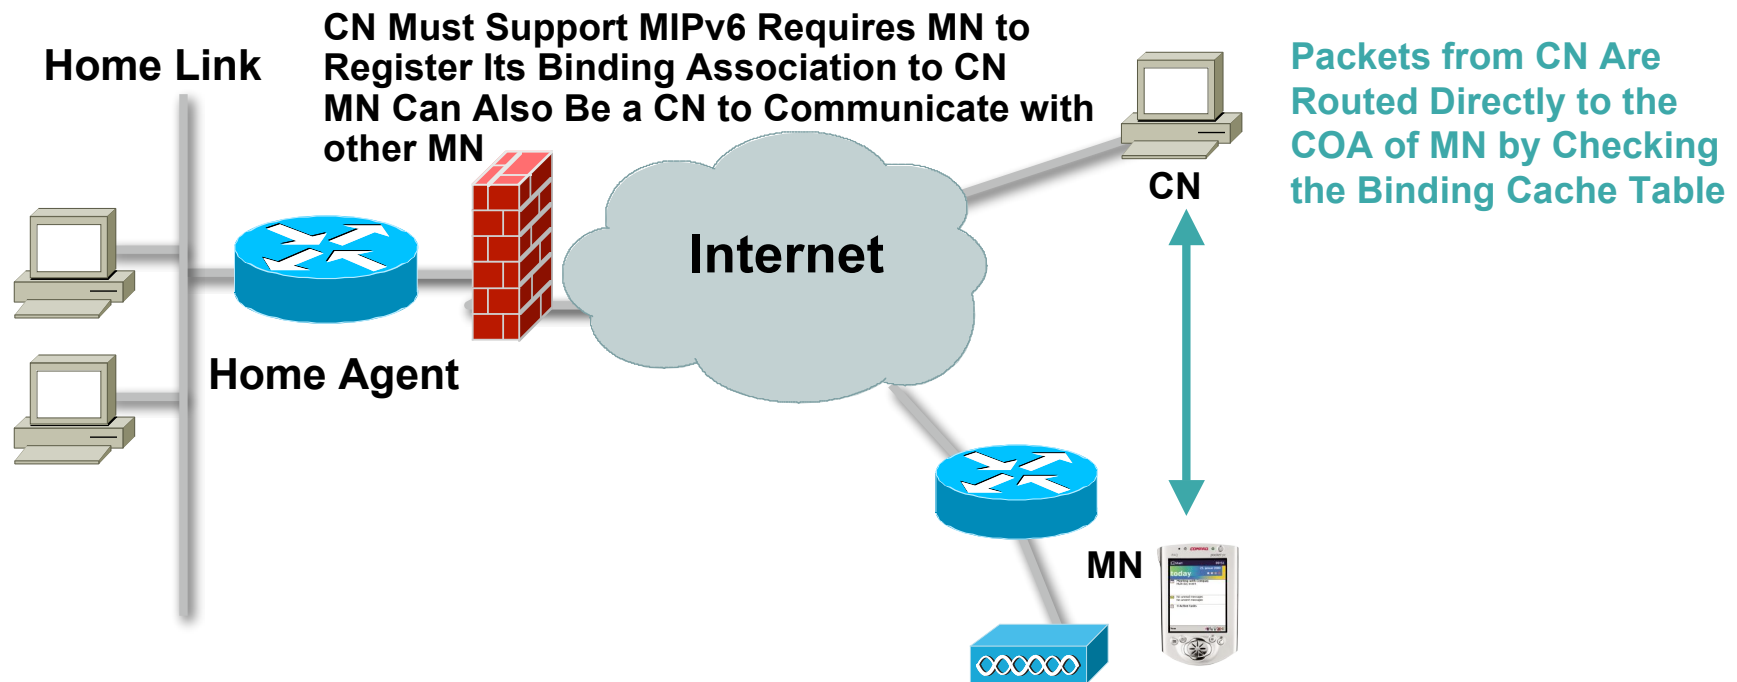 CN Must Support MIPv6 Requires MN to
Register Its Binding Association to CN
MN Can Also Be a CN to Communicate with
other MN
Home Link
Packets from CN Are
Routed Directly to the
COA of MN by Checking
the Binding Cache Table
CN
Internet
Home Agent
MN
COMPAQ
today